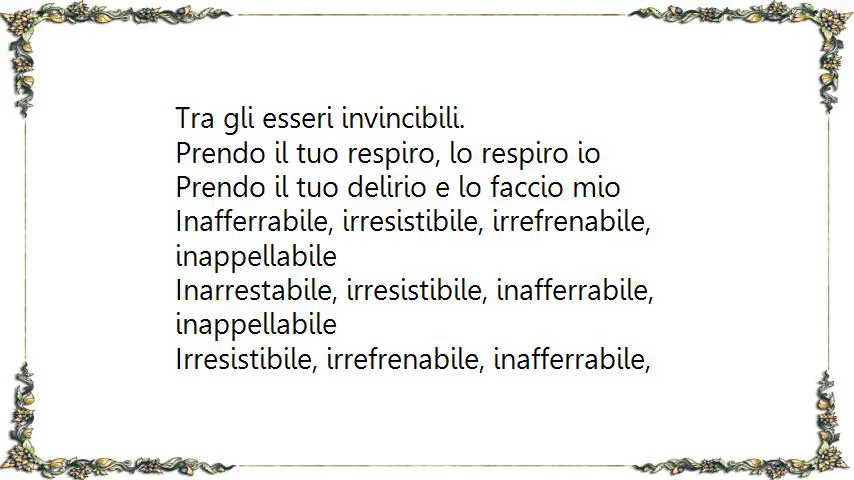 Tra gli esseri invincibili.
Prendo il tuo respiro, lo respiro io
Prendo il tuo delirio e lo faccio mio
Inafferrabile, irresistibile, irrefrenabile,
inappellabile
Inarrestabile, irresistibile, inafferrabile,
inappellabile
Irresistibile, irrefrenabile, inafferrabile,